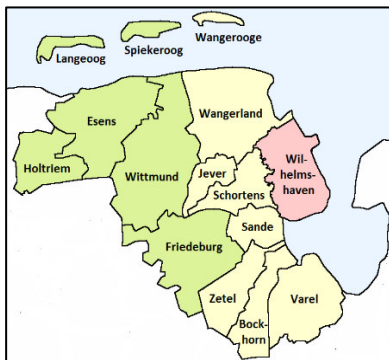 Wangerooge
Spiekeroog
Langeoog
Wangerland
Esens
Wil-
helms-
haven
Holtriem
Jever
Wittmund
Schortens
Sande
Friedeburg
Zetel
Varel
Bock-
horn